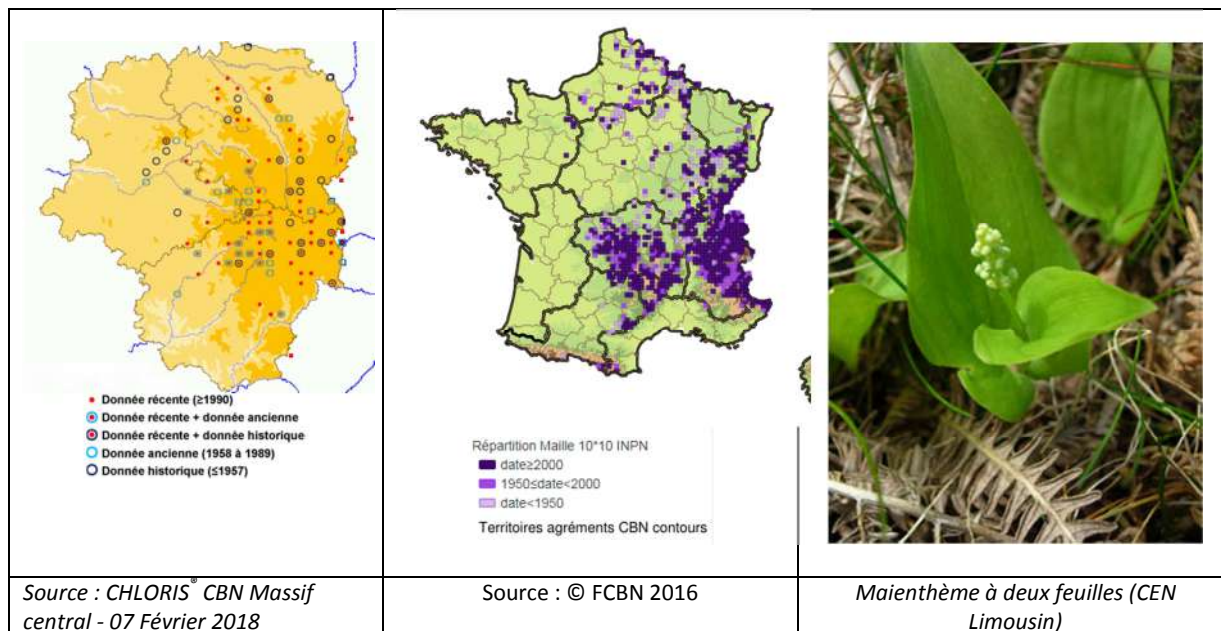 Donnée récente (≥1990)
Donnée récente + donnée ancienne
Donnée récente + donnée historique
Donnée ancienne (1958 à 1989)
Donnée historique (≤1957)
Répartition Maille 10*10 INPN
date≥2000
1950≤date<2000
date<1950
Territoires agréments CBN contours
Source : CHLORIS® CBN Massif
central - 07 Février 2018
Source : © FCBN 2016
Maienthème à deux feuilles (CEN
Limousin)